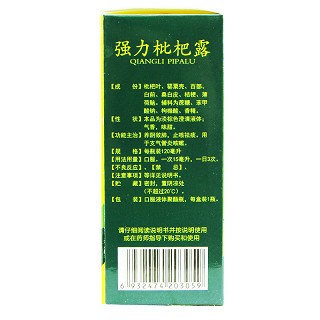 强力枇杷露
QIANGLI PIPALU
【成 份】枇杷叶、罂粟壳、百部、
白前、桑白皮、桔梗、薄
荷脑。辅料为蔗糖、苯甲
酸钠、枸橼酸、香精。
【性 状】本品为淡棕色澄清液体；
气香，味甜。
【功能主治】养阴敛肺，止咳祛痰。用
于支气管炎咳嗽。
【规 格】每瓶装120毫升
【用法用量】口服。一次15毫升，一日3次。
【不良反应】、【禁 忌】、
【注意事项】等详见说明书。
【贮 藏】密封，置阴凉处
（不超过20℃）。
【包 装】口服液体聚酯瓶，每盒装1瓶。
请仔细阅读说明书并按说明使用
或在药师指导下购买和使用
6 932474 203059